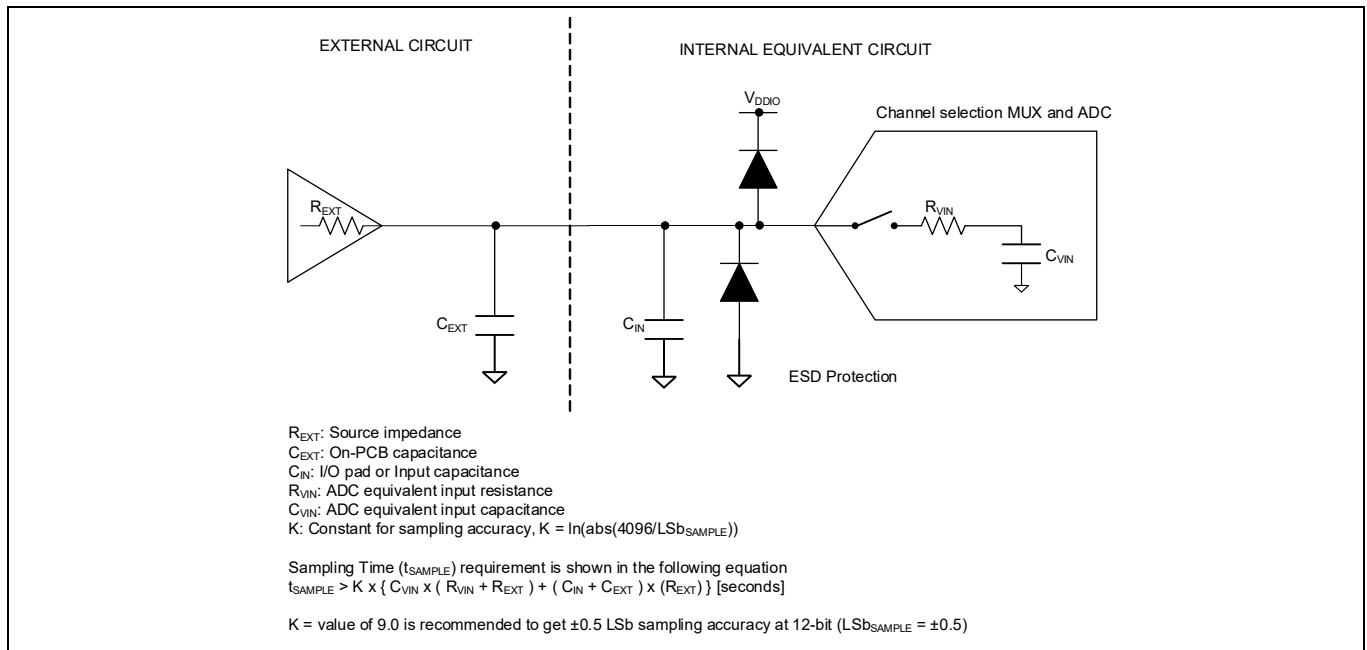 EXTERNAL CIRCUIT
INTERNAL EQUIVALENT CIRCUIT
VDDIO
Channel selection MUX and ADC
REXT
RVIN
CVIN
CEXT
CIN
ESD Protection
REXT: Source impedance
CEXT: On-PCB capacitance
CIN: I/O pad or Input capacitance
RVIN: ADC equivalent input resistance
CVIN: ADC equivalent input capacitance
K: Constant for sampling accuracy, K = ln(abs(4096/LSbSAMPLE))
Sampling Time (tSAMPLE) requirement is shown in the following equation
tSAMPLE > K x { CVIN x ( RVIN + REXT ) + ( CIN + CEXT ) x (REXT) } [seconds]
K = value of 9.0 is recommended to get ±0.5 LSb sampling accuracy at 12-bit (LSbSAMPLE = ±0.5)